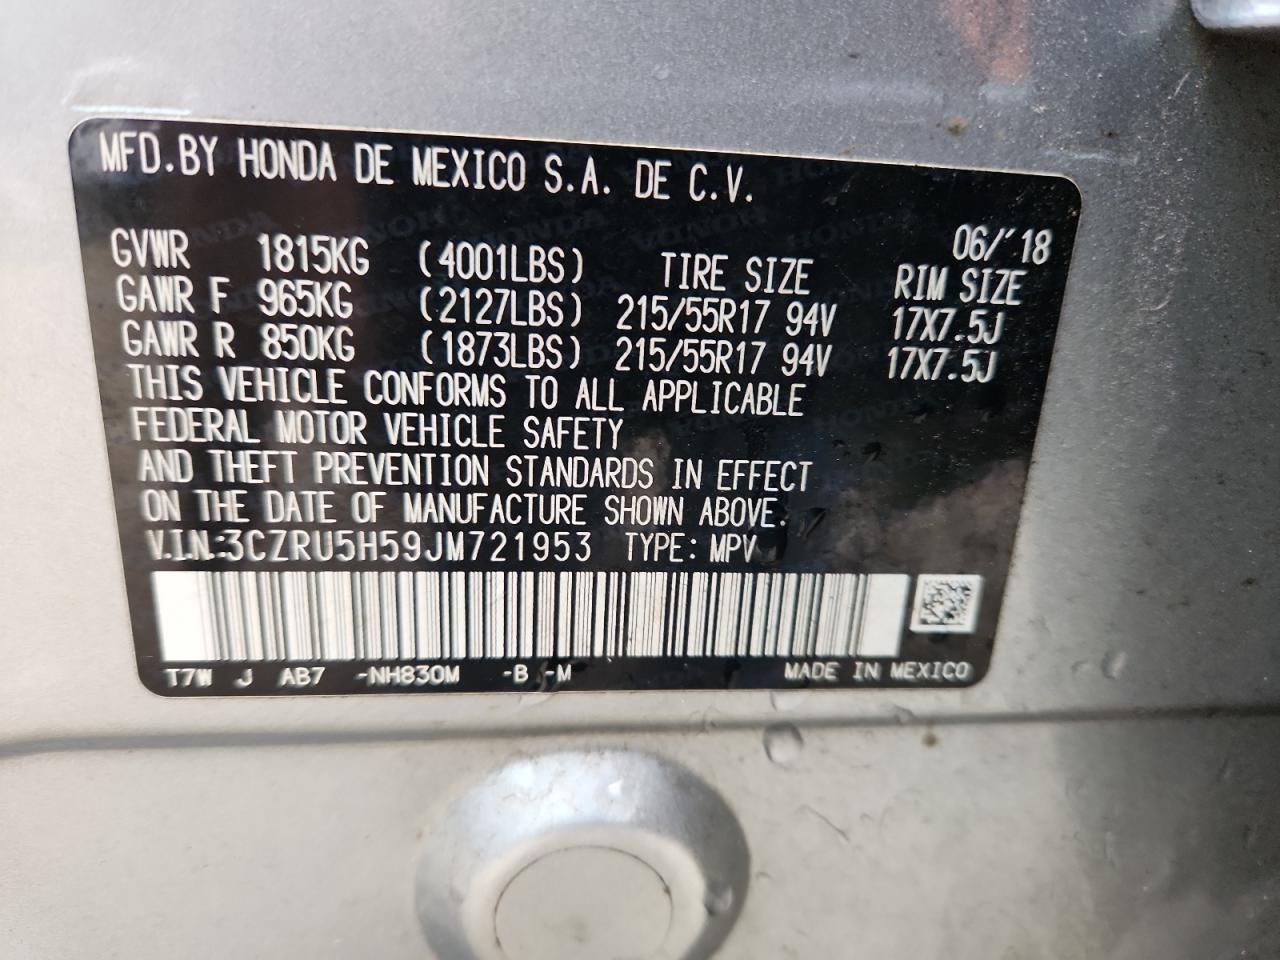 MFD.BY HONDA DE MEXICO S.A. DE C.V.
06/'18
GVWR 1815KG (4001LBS) TIRE SIZE RIM SIZE
GAWR F 965KG (2127LBS) 215/55R17 94V 17X7.5J
GAWR R 850KG (1873LBS) 215/55R17 94V 17X7.5J
THIS VEHICLE CONFORMS TO ALL APPLICABLE
FEDERAL MOTOR VEHICLE SAFETY
AND THEFT PREVENTION STANDARDS IN EFFECT
ON THE DATE OF MANUFACTURE SHOWN ABOVE.
V.I.N.:3CZRU5H59JM721953 TYPE: MPV
T7W J AB7 -NH830M -B -M MADE IN MEXICO